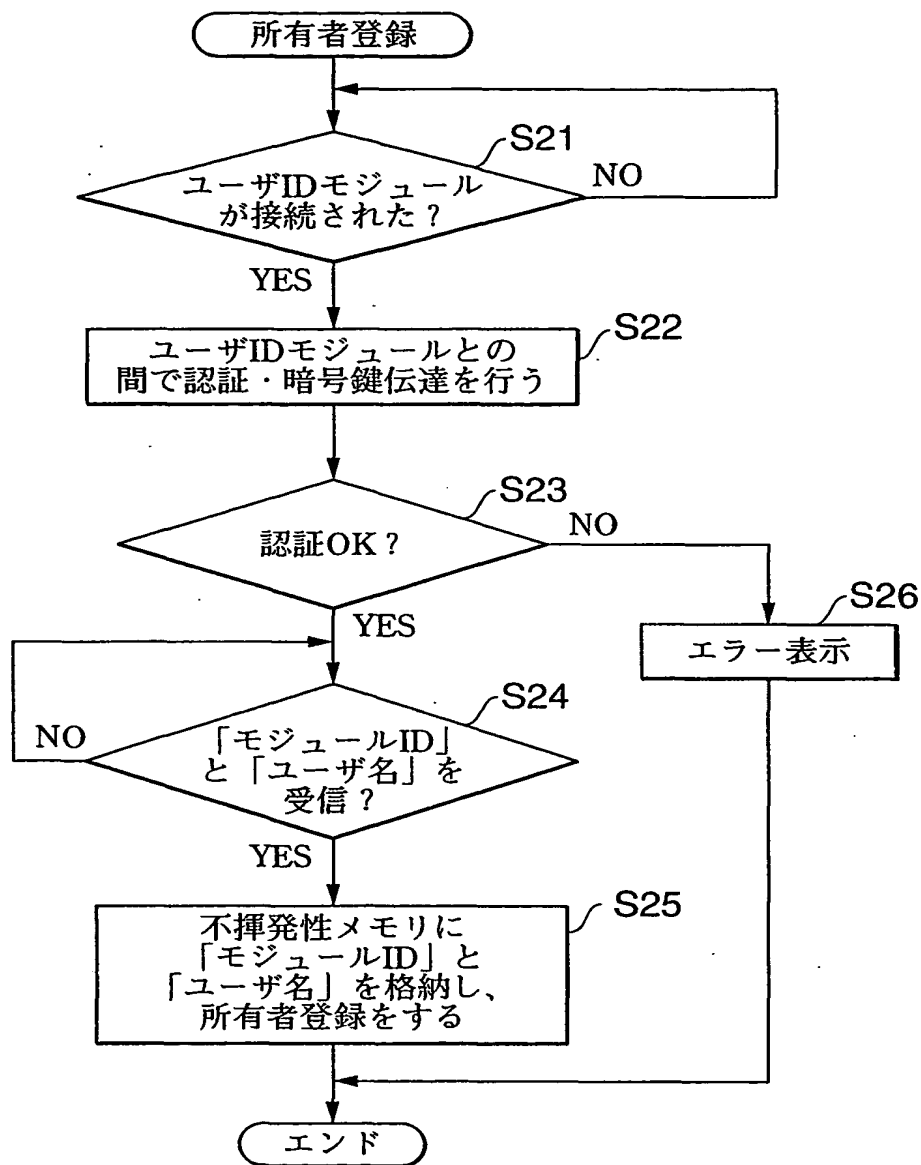 所有者登録
S21
ユーザIDモジュール
が接続された?
NO
YES
S22
ユーザIDモジュールとの
間で認証・暗号鍵伝達を行う
S23
認証OK?
NO
YES
S26
エラー表示
S24
「モジュールID」
と「ユーザ名」を
受信?
NO
YES
S25
不揮発性メモリに
「モジュールID」と
「ユーザ名」を格納し、
所有者登録をする
エンド